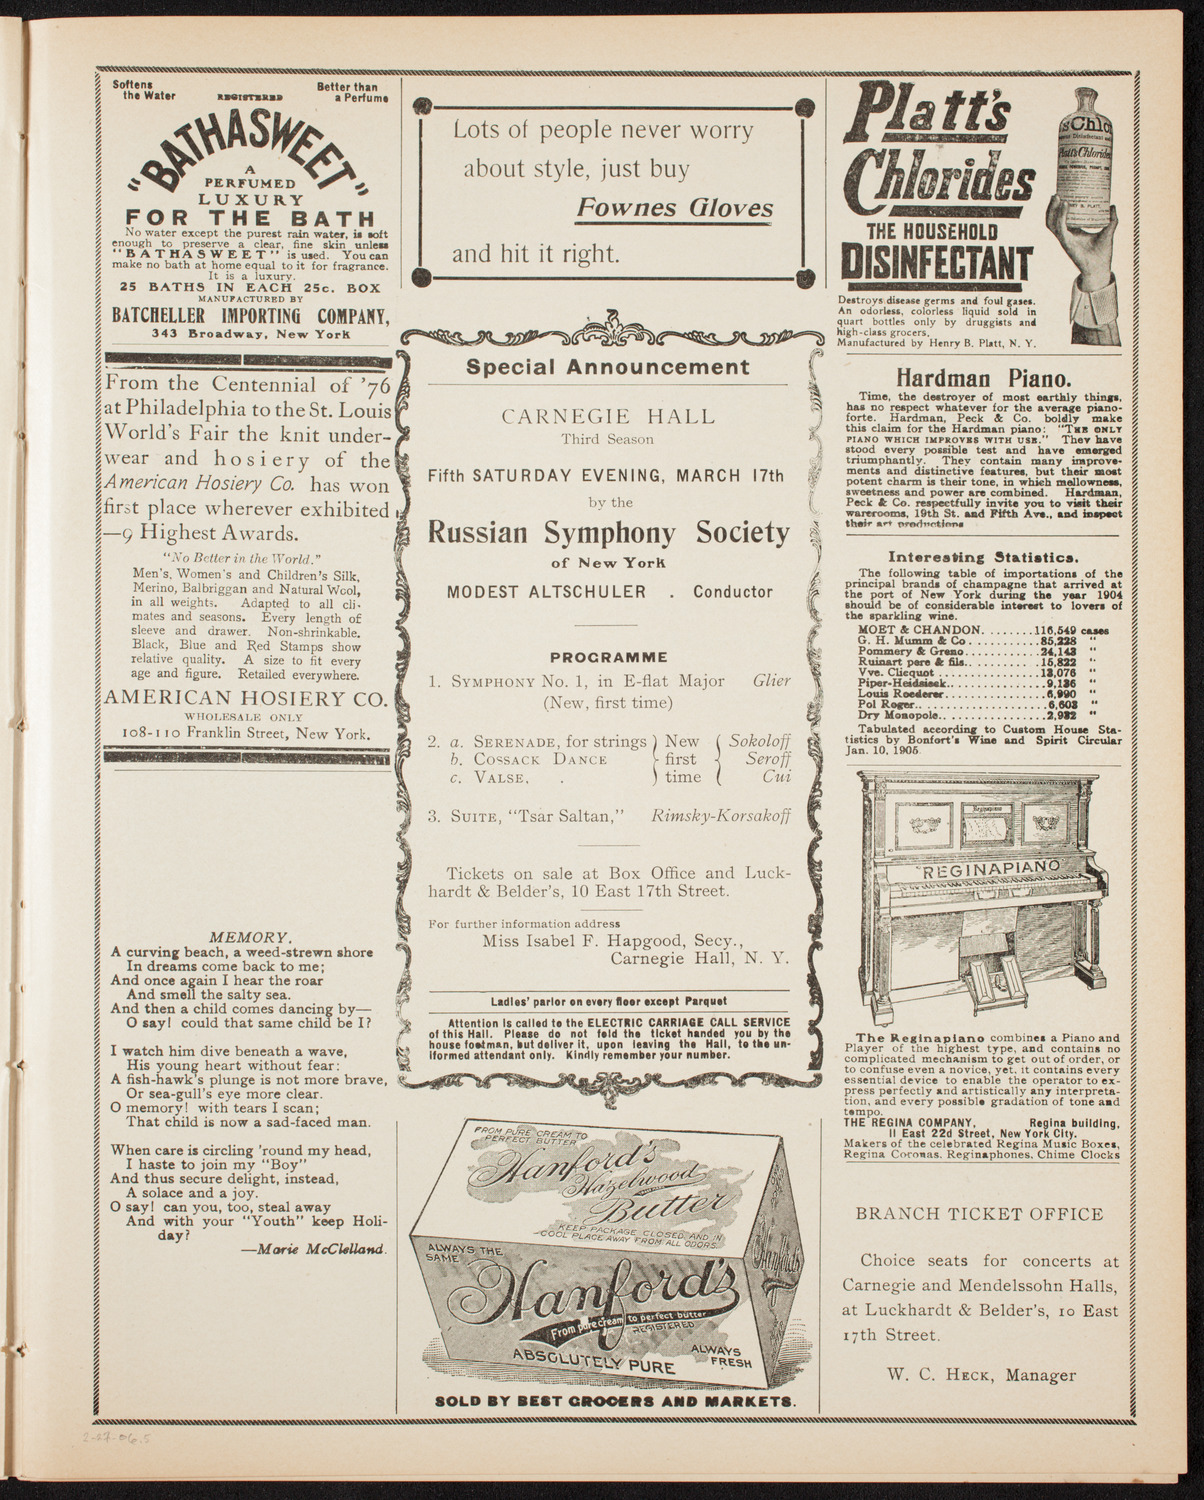 Softens
the Water
REGISTERED
Better than
a Perfume
"BATHASWEET"
A
PERFUMED
LUXURY
FOR THE BATH
No water except the purest rain water, is soft
enough to preserve a clear, fine skin unless
"BATHASWEET" is used. You can
make no bath at home equal to it for fragrance.
It is a luxury.
25 BATHS IN EACH 25c. BOX
MANUFACTURED BY
BATCHELLER IMPORTING COMPANY,
343 Broadway, New York
From the Centennial of '76
at Philadelphia to the St. Louis
World's Fair the knit under-
wear and hosiery of the
American Hosiery Co. has won
first place wherever exhibited
—9 Highest Awards.
"No Better in the World."
Men's, Women's and Children's Silk,
Merino, Balbriggan and Natural Wool,
in all weights. Adapted to all cli-
mates and seasons. Every length of
sleeve and drawer. Non-shrinkable.
Black, Blue and Red Stamps show
relative quality. A size to fit every
age and figure. Retailed everywhere.
AMERICAN HOSIERY CO.
WHOLESALE ONLY
108-110 Franklin Street, New York.
MEMORY.
A curving beach, a weed-strewn shore
In dreams come back to me;
And once again I hear the roar
And smell the salty sea.
And then a child comes dancing by—
O say! could that same child be I?
I watch him dive beneath a wave,
His young heart without fear:
A fish-hawk's plunge is not more brave,
Or sea-gull's eye more clear.
O memory! with tears I scan;
That child is now a sad-faced man.
When care is circling 'round my head,
I haste to join my "Boy"
And thus secure delight, instead,
A solace and a joy.
O say! can you, too, steal away
And with your "Youth" keep Holi-
day?
—Marie McClelland.
Lots of people never worry
about style, just buy
Fownes Gloves
and hit it right.
Special Announcement
CARNEGIE HALL
Third Season
Fifth SATURDAY EVENING, MARCH 17th
by the
Russian Symphony Society
of New York
MODEST ALTSCHULER . Conductor
PROGRAMME
1. SYMPHONY No. 1, in E-flat Major Glier
(New, first time)
2. a. SERENADE, for strings } New { Sokoloff
b. COSSACK DANCE } first { Seroff
c. VALSE, . } time { Cui
3. SUITE, "Tsar Saltan," Rimsky-Korsakoff
Tickets on sale at Box Office and Luck-
hardt & Belder's, 10 East 17th Street.
For further information address
Miss Isabel F. Hapgood, Secy.,
Carnegie Hall, N. Y.
Ladies' parlor on every floor except Parquet
Attention is called to the ELECTRIC CARRIAGE CALL SERVICE
of this Hall. Please do not fold the ticket handed you by the
house footman, but deliver it, upon leaving the Hall, to the un-
iformed attendant only. Kindly remember your number.
FROM PURE CREAM TO
PERFECT BUTTER
Hanford's
Hazelwood
Butter
KEEP PACKAGE CLOSED AND IN
COOL PLACE AWAY FROM ALL ODORS.
ALWAYS THE
SAME
Hanford's
From pure cream to perfect butter
REGISTERED
ABSOLUTELY PURE
ALWAYS
FRESH
Hanford's
SOLD BY BEST GROCERS AND MARKETS.
Platt's
Chlorides
THE HOUSEHOLD
DISINFECTANT
Destroys disease germs and foul gases.
An odorless, colorless liquid sold in
quart bottles only by druggists and
high-class grocers.
Manufactured by Henry B. Platt, N. Y.
Hardman Piano.
Time, the destroyer of most earthly things,
has no respect whatever for the average piano-
forte. Hardman, Peck & Co. boldly make
this claim for the Hardman piano: "THE ONLY
PIANO WHICH IMPROVES WITH USE." They have
stood every possible test and have emerged
triumphantly. They contain many improve-
ments and distinctive features, but their most
potent charm is their tone, in which mellowness,
sweetness and power are combined. Hardman,
Peck & Co. respectfully invite you to visit their
warerooms, 19th St. and Fifth Ave., and inspect
their art productions
Interesting Statistics.
The following table of importations of the
principal brands of champagne that arrived at
the port of New York during the year 1904
should be of considerable interest to lovers of
the sparkling wine.
MOET & CHANDON........116,549 cases
G. H. Mumm & Co............85,228 "
Pommery & Greno............24,143 "
Ruinart pere & fils...........15,822 "
Vve. Clicquot................13,076 "
Piper-Heidsieck..............9,136 "
Louis Roederer..............6,990 "
Pol Roger...................6,603 "
Dry Monopole................2,982 "
Tabulated according to Custom House Sta-
tistics by Bonfort's Wine and Spirit Circular
Jan. 10, 1905.
REGINAPIANO
The Reginapiano combines a Piano and
Player of the highest type, and contains no
complicated mechanism to get out of order, or
to confuse even a novice, yet, it contains every
essential device to enable the operator to ex-
press perfectly and artistically any interpreta-
tion, and every possible gradation of tone and
tempo.
THE REGINA COMPANY, Regina building,
11 East 22d Street, New York City.
Makers of the celebrated Regina Music Boxes,
Regina Coronas, Reginaphones, Chime Clocks
BRANCH TICKET OFFICE
Choice seats for concerts at
Carnegie and Mendelssohn Halls,
at Luckhardt & Belder's, 10 East
17th Street.
W. C. HECK, Manager
2-27-06.5